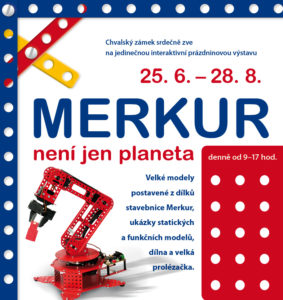 Chvalský zámek srdečně zve
na jedinečnou interaktivní prázdninovou výstavu
25. 6. – 28. 8.
MERKUR
není jen planeta
denně od 9–17 hod.
Velké modely
postavené z dílků
stavebnice Merkur,
ukázky statických
a funkčních modelů,
dílna a velká
prolézačka.